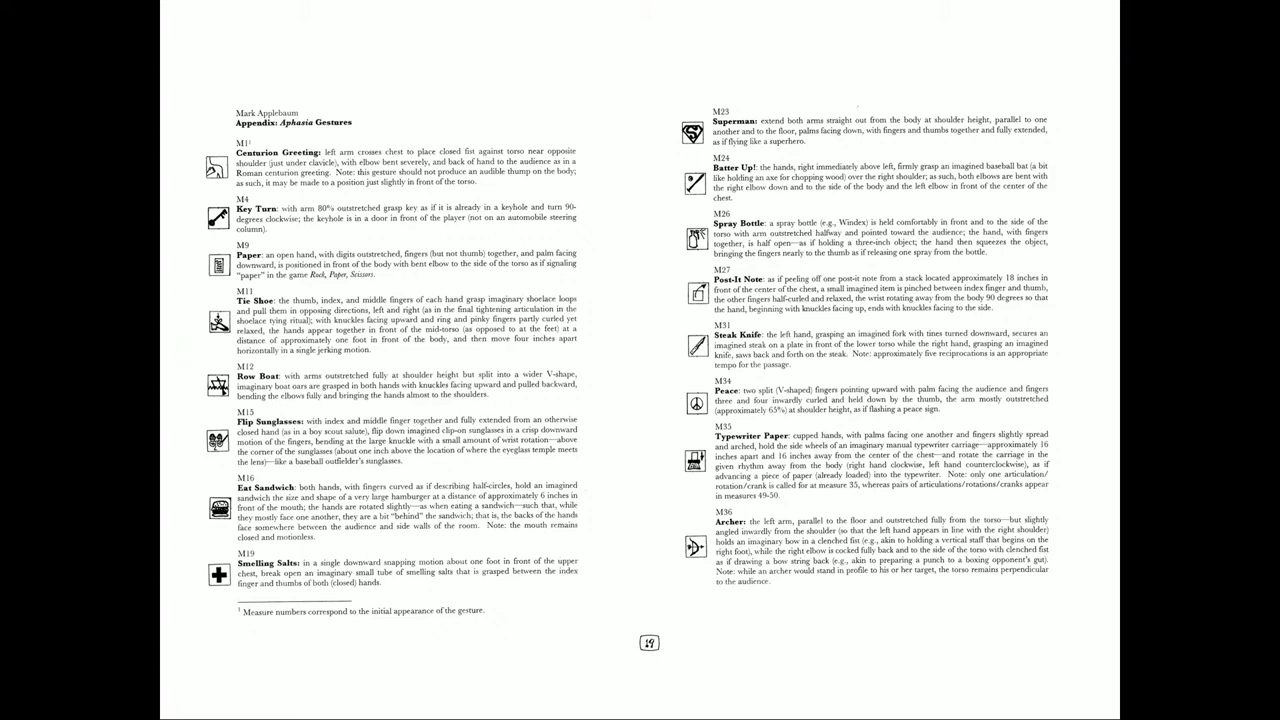 Mark Applebaum
Appendix: Aphasia Gestures
M1¹
Centurion Greeting: left arm crosses chest to place closed fist against torso near opposite
shoulder (just under clavicle), with elbow bent severely, and back of hand to the audience as in a
Roman centurion greeting. Note: this gesture should not produce an audible thump on the body;
as such, it may be made to a position just slightly in front of the torso.
M4
Key Turn: with arm 80% outstretched grasp key as if it is already in a keyhole and turn 90-
degrees clockwise; the keyhole is in a door in front of the player (not on an automobile steering
column).
M9
Paper: an open hand, with digits outstretched, fingers (but not thumb) together, and palm facing
downward, is positioned in front of the body with bent elbow to the side of the torso as if signaling
"paper" in the game Rock, Paper, Scissors.
M11
Tie Shoe: the thumb, index, and middle fingers of each hand grasp imaginary shoelace loops
and pull them in opposing directions, left and right (as in the final tightening articulation in the
shoelace tying ritual); with knuckles facing upward and ring and pinky fingers partly curled yet
relaxed, the hands appear together in front of the mid-torso (as opposed to at the feet) at a
distance of approximately one foot in front of the body, and then move four inches apart
horizontally in a single jerking motion.
M12
Row Boat: with arms outstretched fully at shoulder height but split into a wider V-shape,
imaginary boat oars are grasped in both hands with knuckles facing upward and pulled backward,
bending the elbows fully and bringing the hands almost to the shoulders.
M15
Flip Sunglasses: with index and middle finger together and fully extended from an otherwise
closed hand (as in a boy scout salute), flip down imagined clip-on sunglasses in a crisp downward
motion of the fingers, bending at the large knuckle with a small amount of wrist rotation—above
the corner of the sunglasses (about one inch above the location of where the eyeglass temple meets
the lens)—like a baseball outfielder's sunglasses.
M16
Eat Sandwich: both hands, with fingers curved as if describing half-circles, hold an imagined
sandwich the size and shape of a very large hamburger at a distance of approximately 6 inches in
front of the mouth; the hands are rotated slightly—as when eating a sandwich—such that, while
they mostly face one another, they are a bit "behind" the sandwich; that is, the backs of the hands
face somewhere between the audience and side walls of the room. Note: the mouth remains
closed and motionless.
M19
Smelling Salts: in a single downward snapping motion about one foot in front of the upper
chest, break open an imaginary small tube of smelling salts that is grasped between the index
finger and thumbs of both (closed) hands.
¹ Measure numbers correspond to the initial appearance of the gesture.
M23
Superman: extend both arms straight out from the body at shoulder height, parallel to one
another and to the floor, palms facing down, with fingers and thumbs together and fully extended,
as if flying like a superhero.
M24
Batter Up!: the hands, right immediately above left, firmly grasp an imagined baseball bat (a bit
like holding an axe for chopping wood) over the right shoulder; as such, both elbows are bent with
the right elbow down and to the side of the body and the left elbow in front of the center of the
chest.
M26
Spray Bottle: a spray bottle (e.g., Windex) is held comfortably in front and to the side of the
torso with arm outstretched halfway and pointed toward the audience; the hand, with fingers
together, is half open—as if holding a three-inch object; the hand then squeezes the object,
bringing the fingers nearly to the thumb as if releasing one spray from the bottle.
M27
Post-It Note: as if peeling off one post-it note from a stack located approximately 18 inches in
front of the center of the chest, a small imagined item is pinched between index finger and thumb,
the other fingers half-curled and relaxed, the wrist rotating away from the body 90 degrees so that
the hand, beginning with knuckles facing up, ends with knuckles facing to the side.
M31
Steak Knife: the left hand, grasping an imagined fork with tines turned downward, secures an
imagined steak on a plate in front of the lower torso while the right hand, grasping an imagined
knife, saws back and forth on the steak. Note: approximately five reciprocations is an appropriate
tempo for the passage.
M34
Peace: two split (V-shaped) fingers pointing upward with palm facing the audience and fingers
three and four inwardly curled and held down by the thumb, the arm mostly outstretched
(approximately 65%) at shoulder height, as if flashing a peace sign.
M35
Typewriter Paper: cupped hands, with palms facing one another and fingers slightly spread
and arched, hold the side wheels of an imaginary manual typewriter carriage—approximately 16
inches apart and 16 inches away from the center of the chest—and rotate the carriage in the
given rhythm away from the body (right hand clockwise, left hand counterclockwise), as if
advancing a piece of paper (already loaded) into the typewriter. Note: only one articulation/
rotation/crank is called for at measure 35, whereas pairs of articulations/rotations/cranks appear
in measures 49-50.
M36
Archer: the left arm, parallel to the floor and outstretched fully from the torso—but slightly
angled inwardly from the shoulder (so that the left hand appears in line with the right shoulder)
holds an imaginary bow in a clenched fist (e.g., akin to holding a vertical staff that begins on the
right foot), while the right elbow is cocked fully back and to the side of the torso with clenched fist
as if drawing a bow string back (e.g., akin to preparing a punch to a boxing opponent's gut).
Note: while an archer would stand in profile to his or her target, the torso remains perpendicular
to the audience.
19